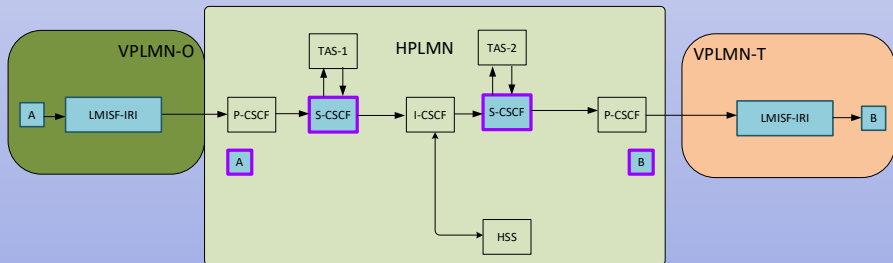 VPLMN-O
HPLMN
VPLMN-T
TAS-1
TAS-2
A
LMISF-IRI
P-CSCF
S-CSCF
I-CSCF
S-CSCF
P-CSCF
LMISF-IRI
B
A
B
HSS